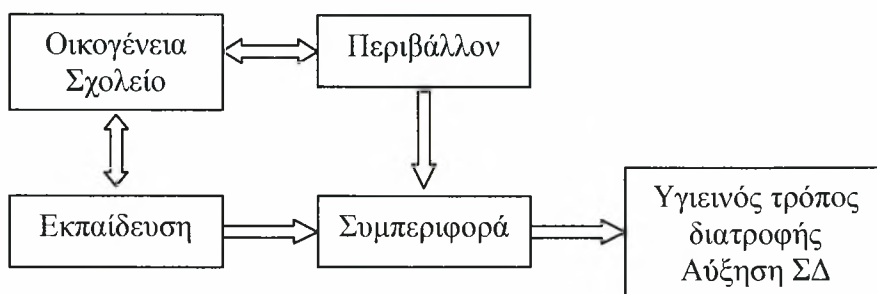 Οικογένεια
Σχολείο
Περιβάλλον
Εκπαίδευση
Συμπεριφορά
Υγιεινός τρόπος
διατροφής
Αύξηση ΣΔ